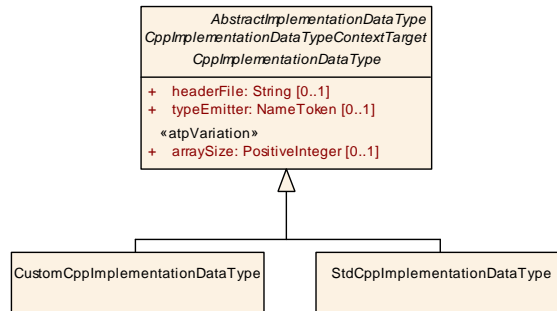 AbstractImplementationDataType
CppImplementationDataTypeContextTarget
CppImplementationDataType
+ headerFile: String [0..1]
+ typeEmitter: NameToken [0..1]
«atpVariation»
+ arraySize: PositiveInteger [0..1]
CustomCppImplementationDataType
StdCppImplementationDataType